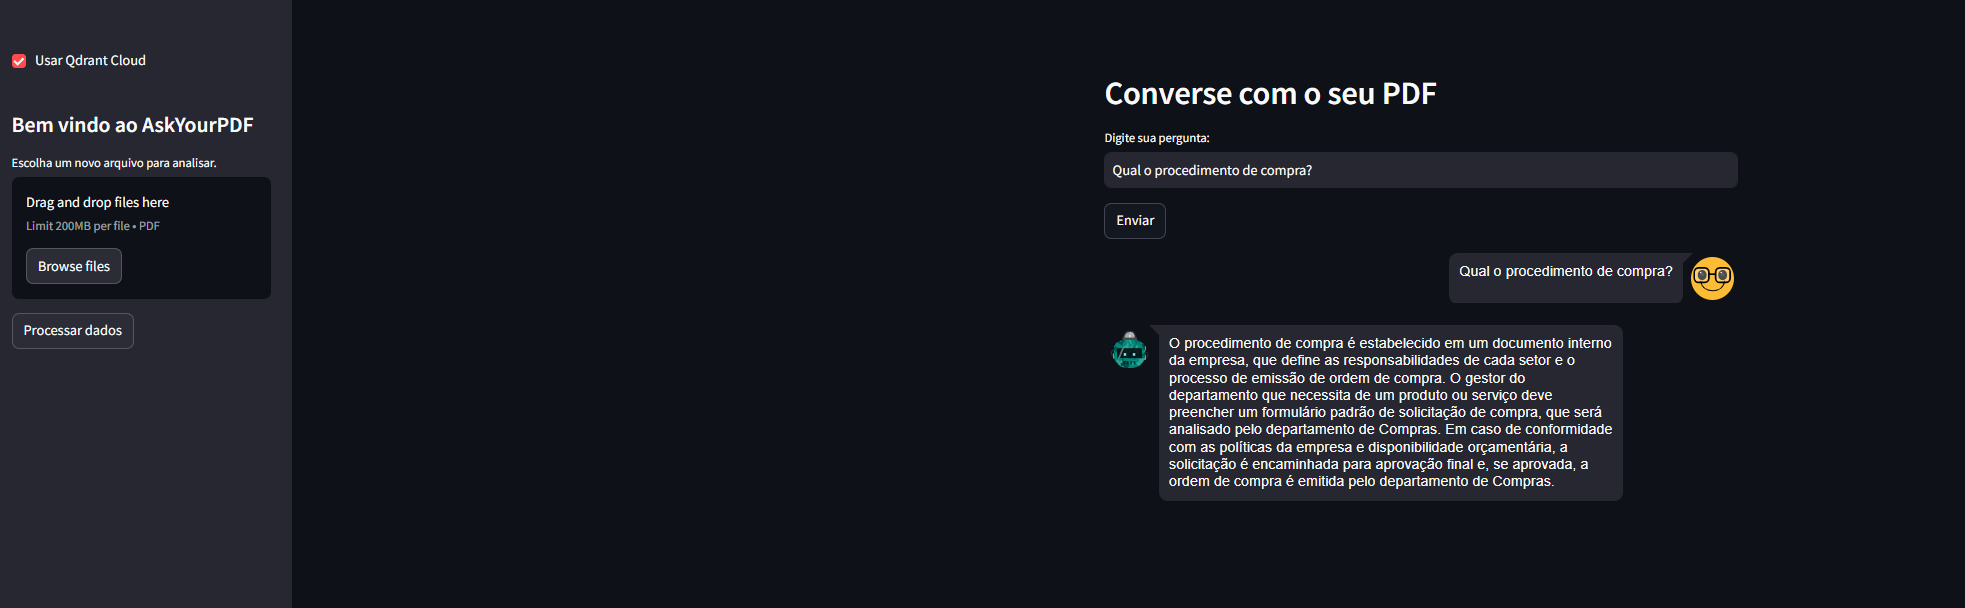 Usar Qdrant Cloud
Bem vindo ao AskYourPDF
Escolha um novo arquivo para analisar.
Drag and drop files here
Limit 200MB per file • PDF
Browse files
Processar dados
Converse com o seu PDF
Digite sua pergunta:
Qual o procedimento de compra?
Enviar
Qual o procedimento de compra?
O procedimento de compra é estabelecido em um documento interno
da empresa, que define as responsabilidades de cada setor e o
processo de emissão de ordem de compra. O gestor do
departamento que necessita de um produto ou serviço deve
preencher um formulário padrão de solicitação de compra, que será
analisado pelo departamento de Compras. Em caso de conformidade
com as políticas da empresa e disponibilidade orçamentária, a
solicitação é encaminhada para aprovação final e, se aprovada, a
ordem de compra é emitida pelo departamento de Compras.